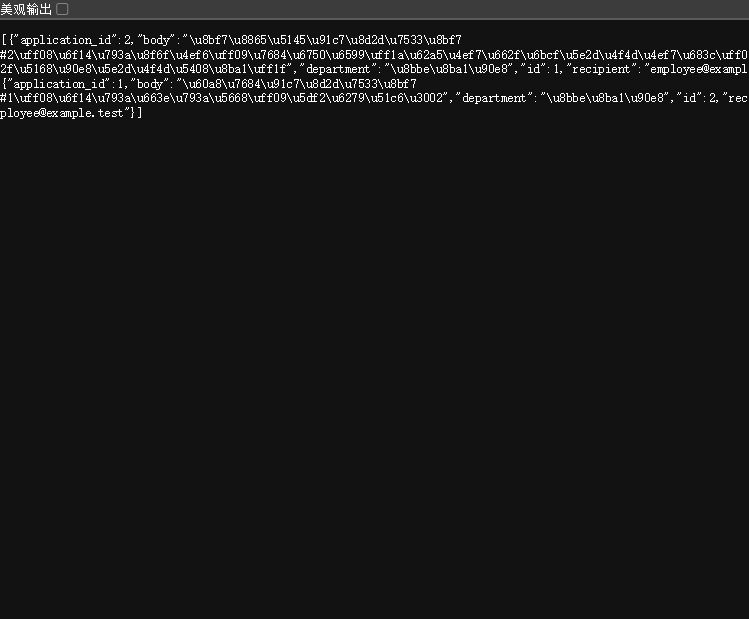 美观输出
[{"application_id":2,"body":"\u8bf7\u8865\u5145\u91c7\u8d2d\u7533\u8bf7
#2\uff08\u6f14\u793a\u8f6f\u4ef6\uff09\u7684\u6750\u6599\uff1a\u62a5\u4ef7\u662f\u6bcf\u5e2d\u4f4d\u4ef7\u683c\uff0
2f\u5168\u90e8\u5e2d\u4f4d\u5408\u8ba1\uff1f","department":"\u8bbe\u8ba1\u90e8","id":1,"recipient":"employee@exampl
{"application_id":1,"body":"\u60a8\u7684\u91c7\u8d2d\u7533\u8bf7
#1\uff08\u6f14\u793a\u663e\u793a\u5668\uff09\u5df2\u6279\u51c6\u3002","department":"\u8bbe\u8ba1\u90e8","id":2,"rec
ployee@example.test"}]